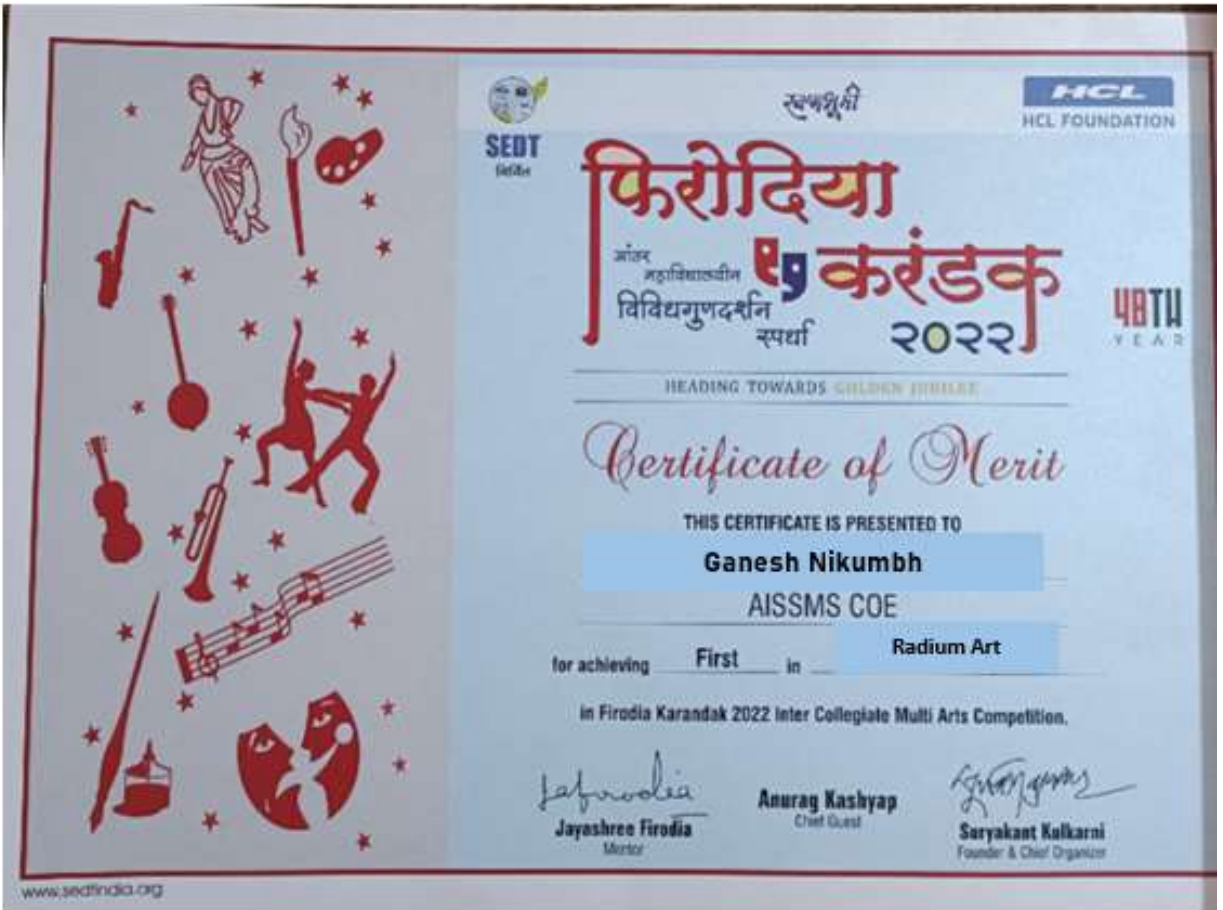 SEDT
निर्मित
स्वप्नभूमी
HCL
HCL FOUNDATION
फिरोदिया
करंडक
आंतर
महाविद्यालयीन
विविधगुणदर्शन
स्पर्धा
२०२२
48TH
YEAR
HEADING TOWARDS GOLDEN JUBILEE
Certificate of Merit
THIS CERTIFICATE IS PRESENTED TO
Ganesh Nikumbh
AISSMS COE
for achieving First in Radium Art
in Firodia Karandak 2022 Inter Collegiate Multi Arts Competition.
Jayashree Firodia
Mentor
Anurag Kashyap
Chief Guest
Suryakant Kulkarni
Founder & Chief Organizer
www.sedtindia.org